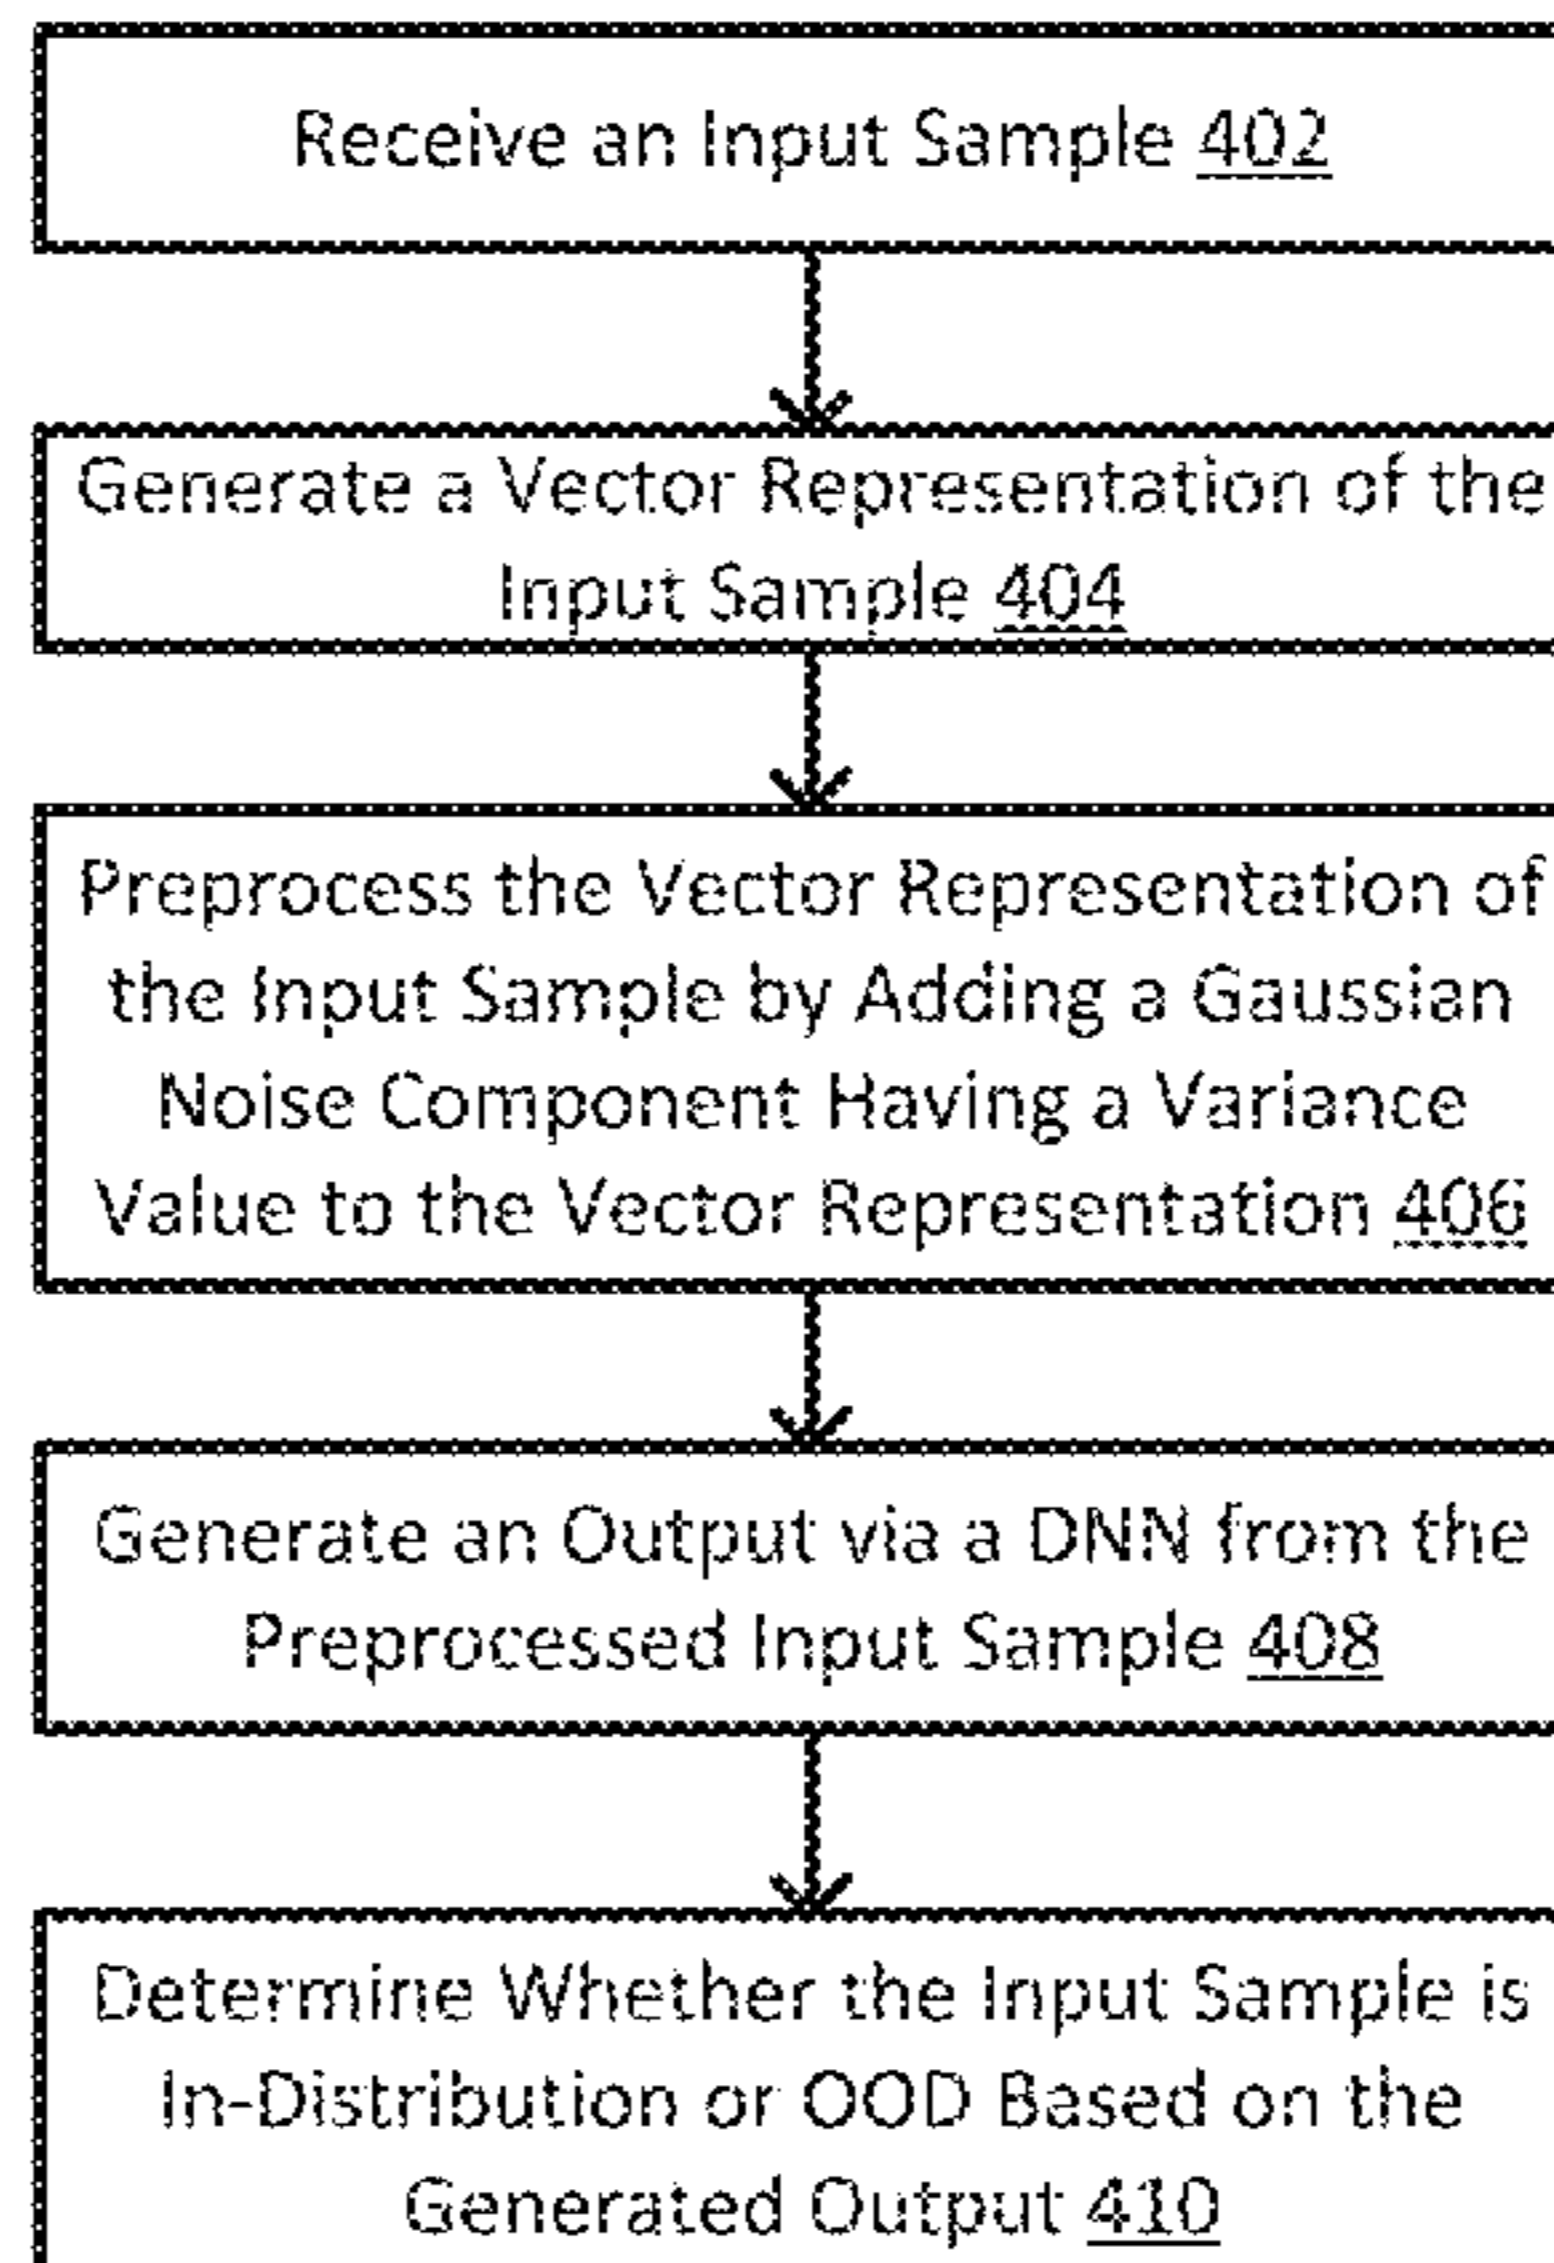 Receive an Input Sample 402
Generate a Vector Representation of the
Input Sample 404
Preprocess the Vector Representation of
the Input Sample by Adding a Gaussian
Noise Component Having a Variance
Value to the Vector Representation 406
Generate an Output via a DNN from the
Preprocessed Input Sample 408
Determine Whether the Input Sample is
In-Distribution or OOD Based on the
Generated Output 410